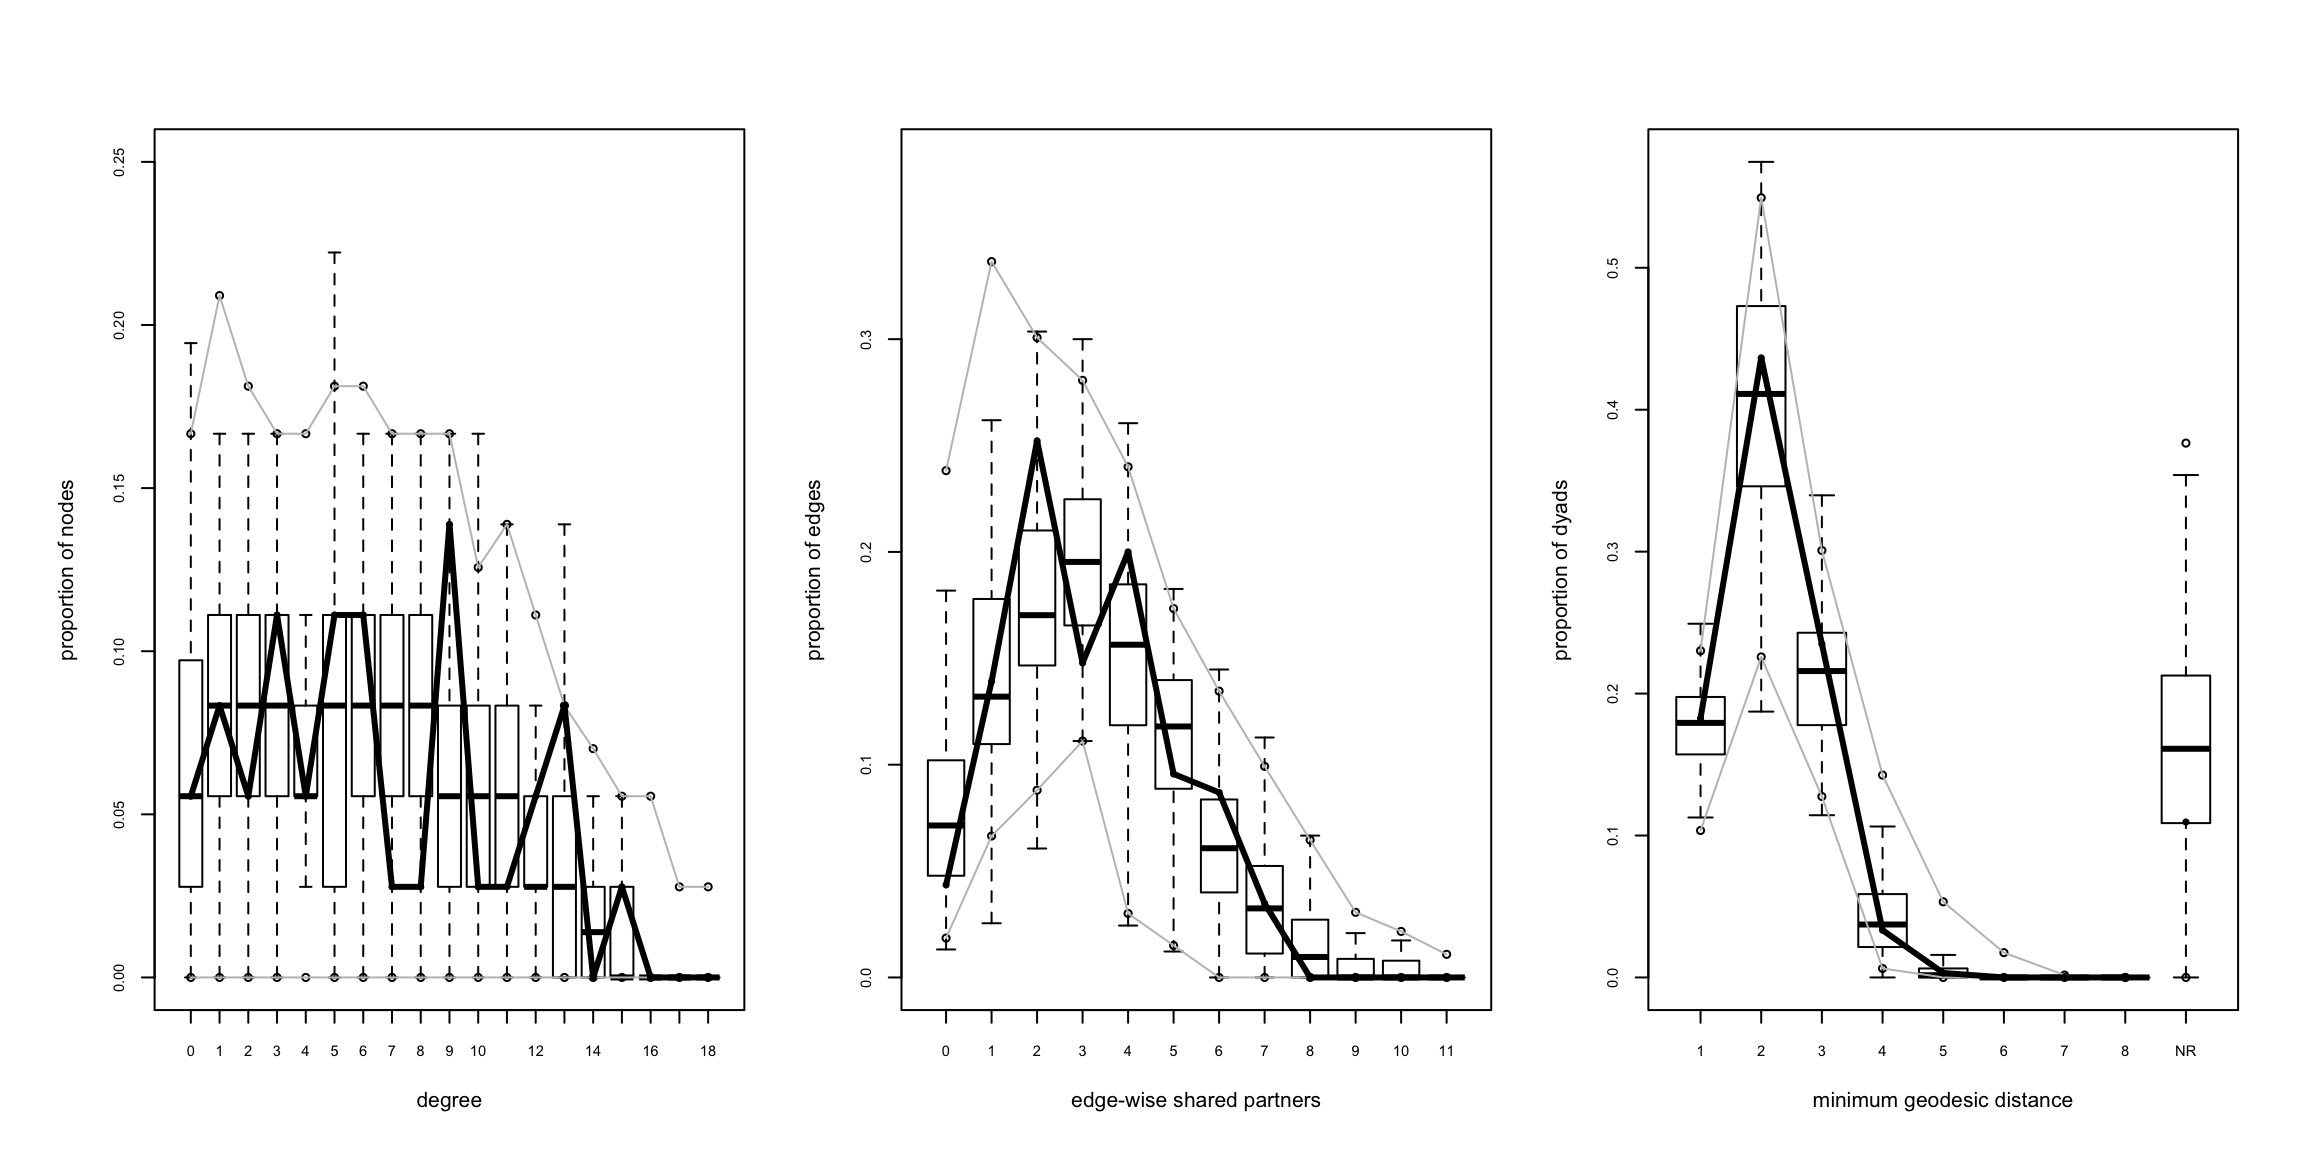 proportion of nodes
0.25
0.20
0.15
0.10
0.05
0.00
0 1 2 3 4 5 6 7 8 9 10 12 14 16 18
degree
proportion of edges
0.3
0.2
0.1
0.0
0 1 2 3 4 5 6 7 8 9 10 11
edge-wise shared partners
proportion of dyads
0.5
0.4
0.3
0.2
0.1
0.0
1 2 3 4 5 6 7 8 NR
minimum geodesic distance